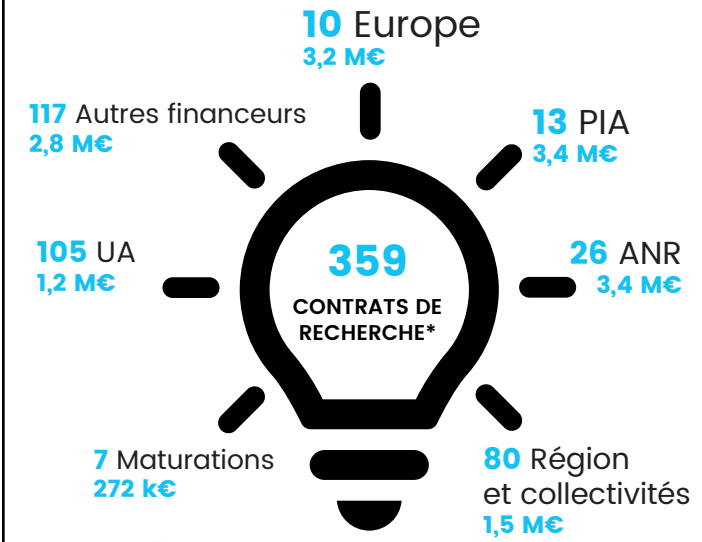 10 Europe
3,2 M€
117 Autres financeurs
2,8 M€
13 PIA
3,4 M€
105 UA
1,2 M€
359
CONTRATS DE
RECHERCHE*
26 ANR
3,4 M€
7 Maturations
272 k€
80 Région
et collectivités
1,5 M€